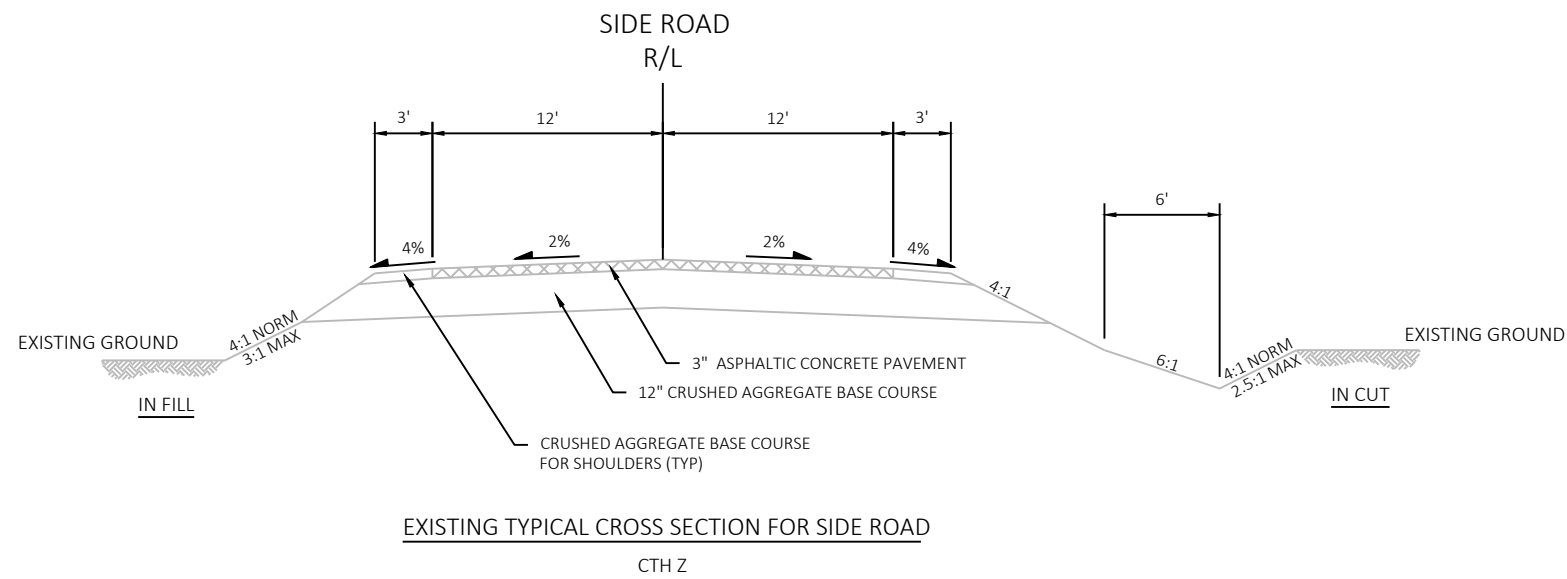 SIDE ROAD
R/L
3'
12'
12'
3'
6'
4%
2%
2%
4%
4:1
6:1
EXISTING GROUND
4:1 NORM
3:1 MAX
IN FILL
4:1 NORM
2.5:1 MAX
EXISTING GROUND
IN CUT
3" ASPHALTIC CONCRETE PAVEMENT
12" CRUSHED AGGREGATE BASE COURSE
CRUSHED AGGREGATE BASE COURSE
FOR SHOULDERS (TYP)
EXISTING TYPICAL CROSS SECTION FOR SIDE ROAD
CTH Z